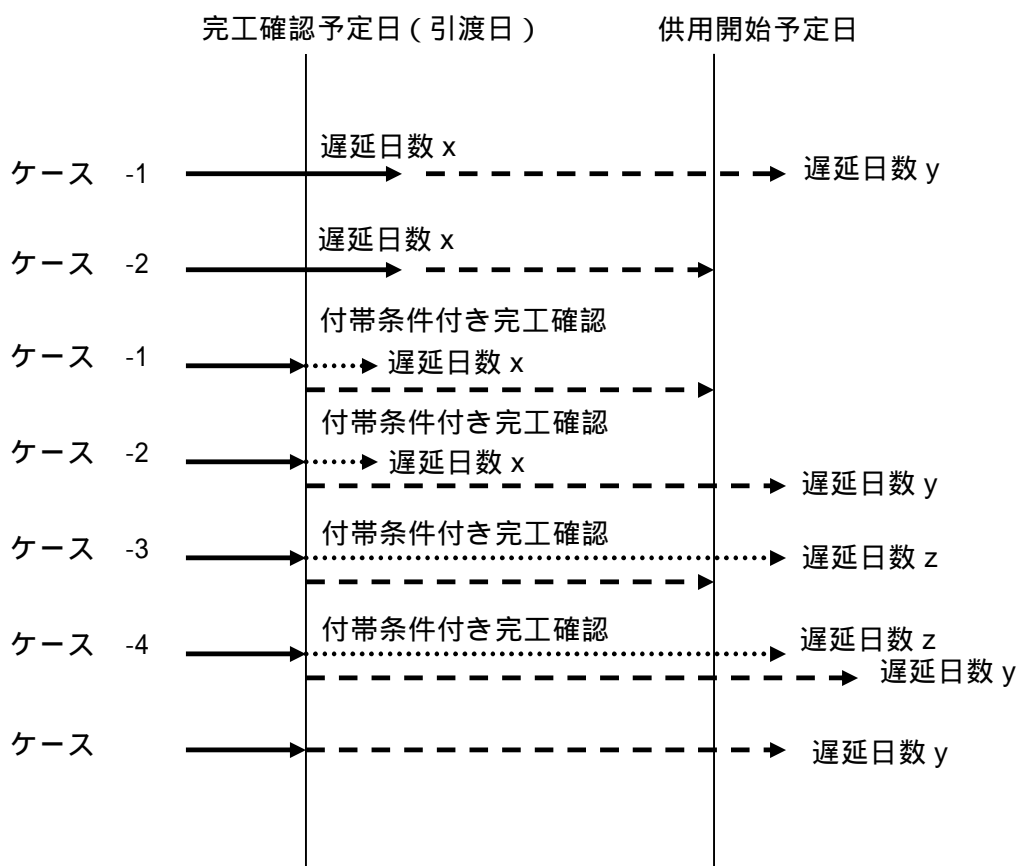 完工確認予定日（引渡日）
供用開始予定日
遅延日数 x
ケース -1
遅延日数 y
遅延日数 x
ケース -2
付帯条件付き完工確認
ケース -1
遅延日数 x
付帯条件付き完工確認
ケース -2
遅延日数 x
遅延日数 y
付帯条件付き完工確認
ケース -3
遅延日数 z
付帯条件付き完工確認
ケース -4
遅延日数 z
遅延日数 y
ケース
遅延日数 y